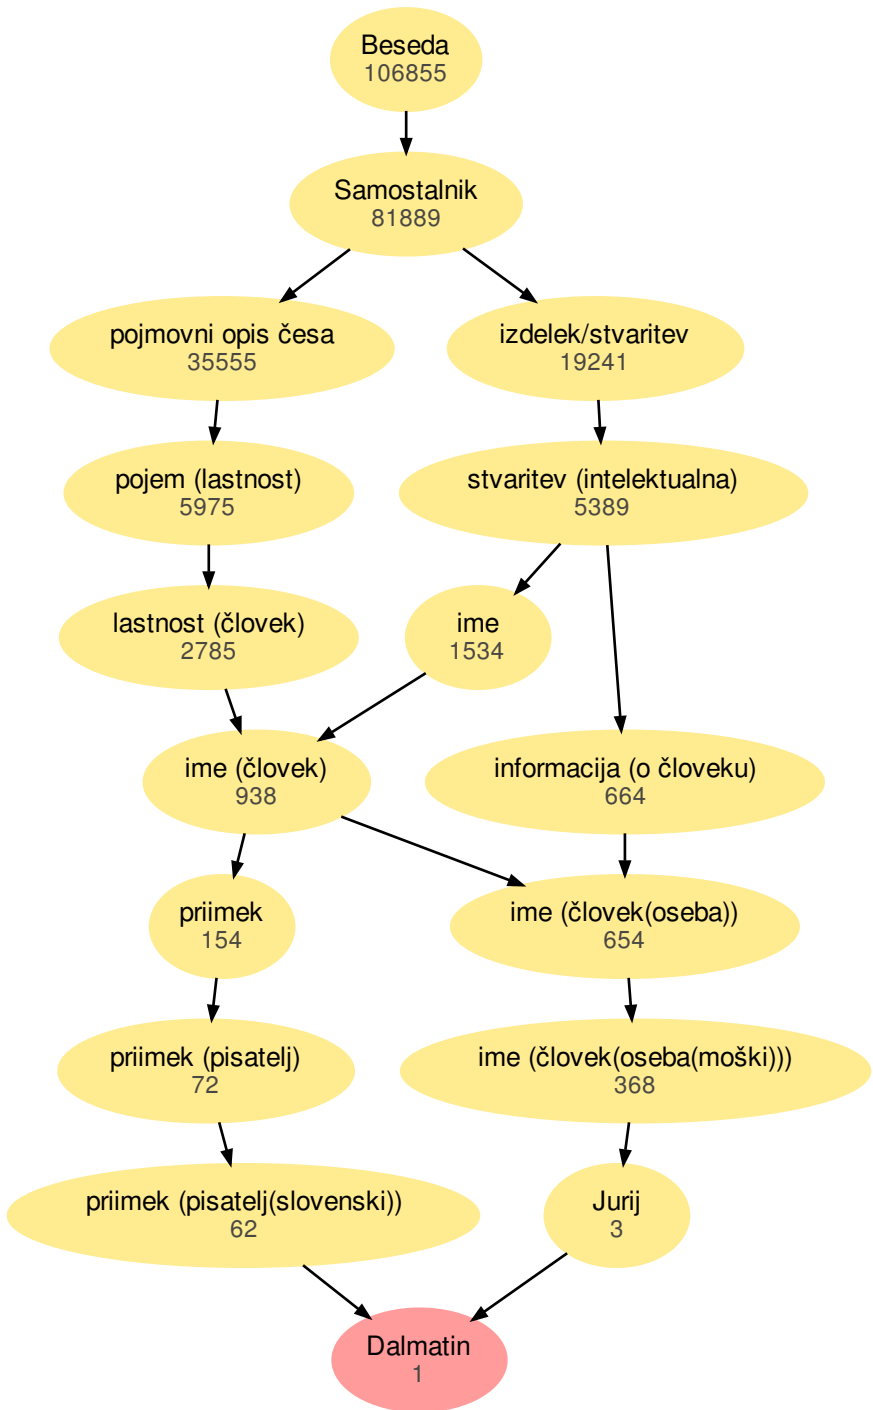 Beseda
106855
Samostalnik
81889
pojmovni opis česa
35555
izdelek/stvaritev
19241
pojem (lastnost)
5975
stvaritev (intelektualna)
5389
lastnost (človek)
2785
ime
1534
ime (človek)
938
informacija (o človeku)
664
priimek
154
ime (človek(oseba))
654
priimek (pisatelj)
72
ime (človek(oseba(moški)))
368
priimek (pisatelj(slovenski))
62
Jurij
3
Dalmatin
1